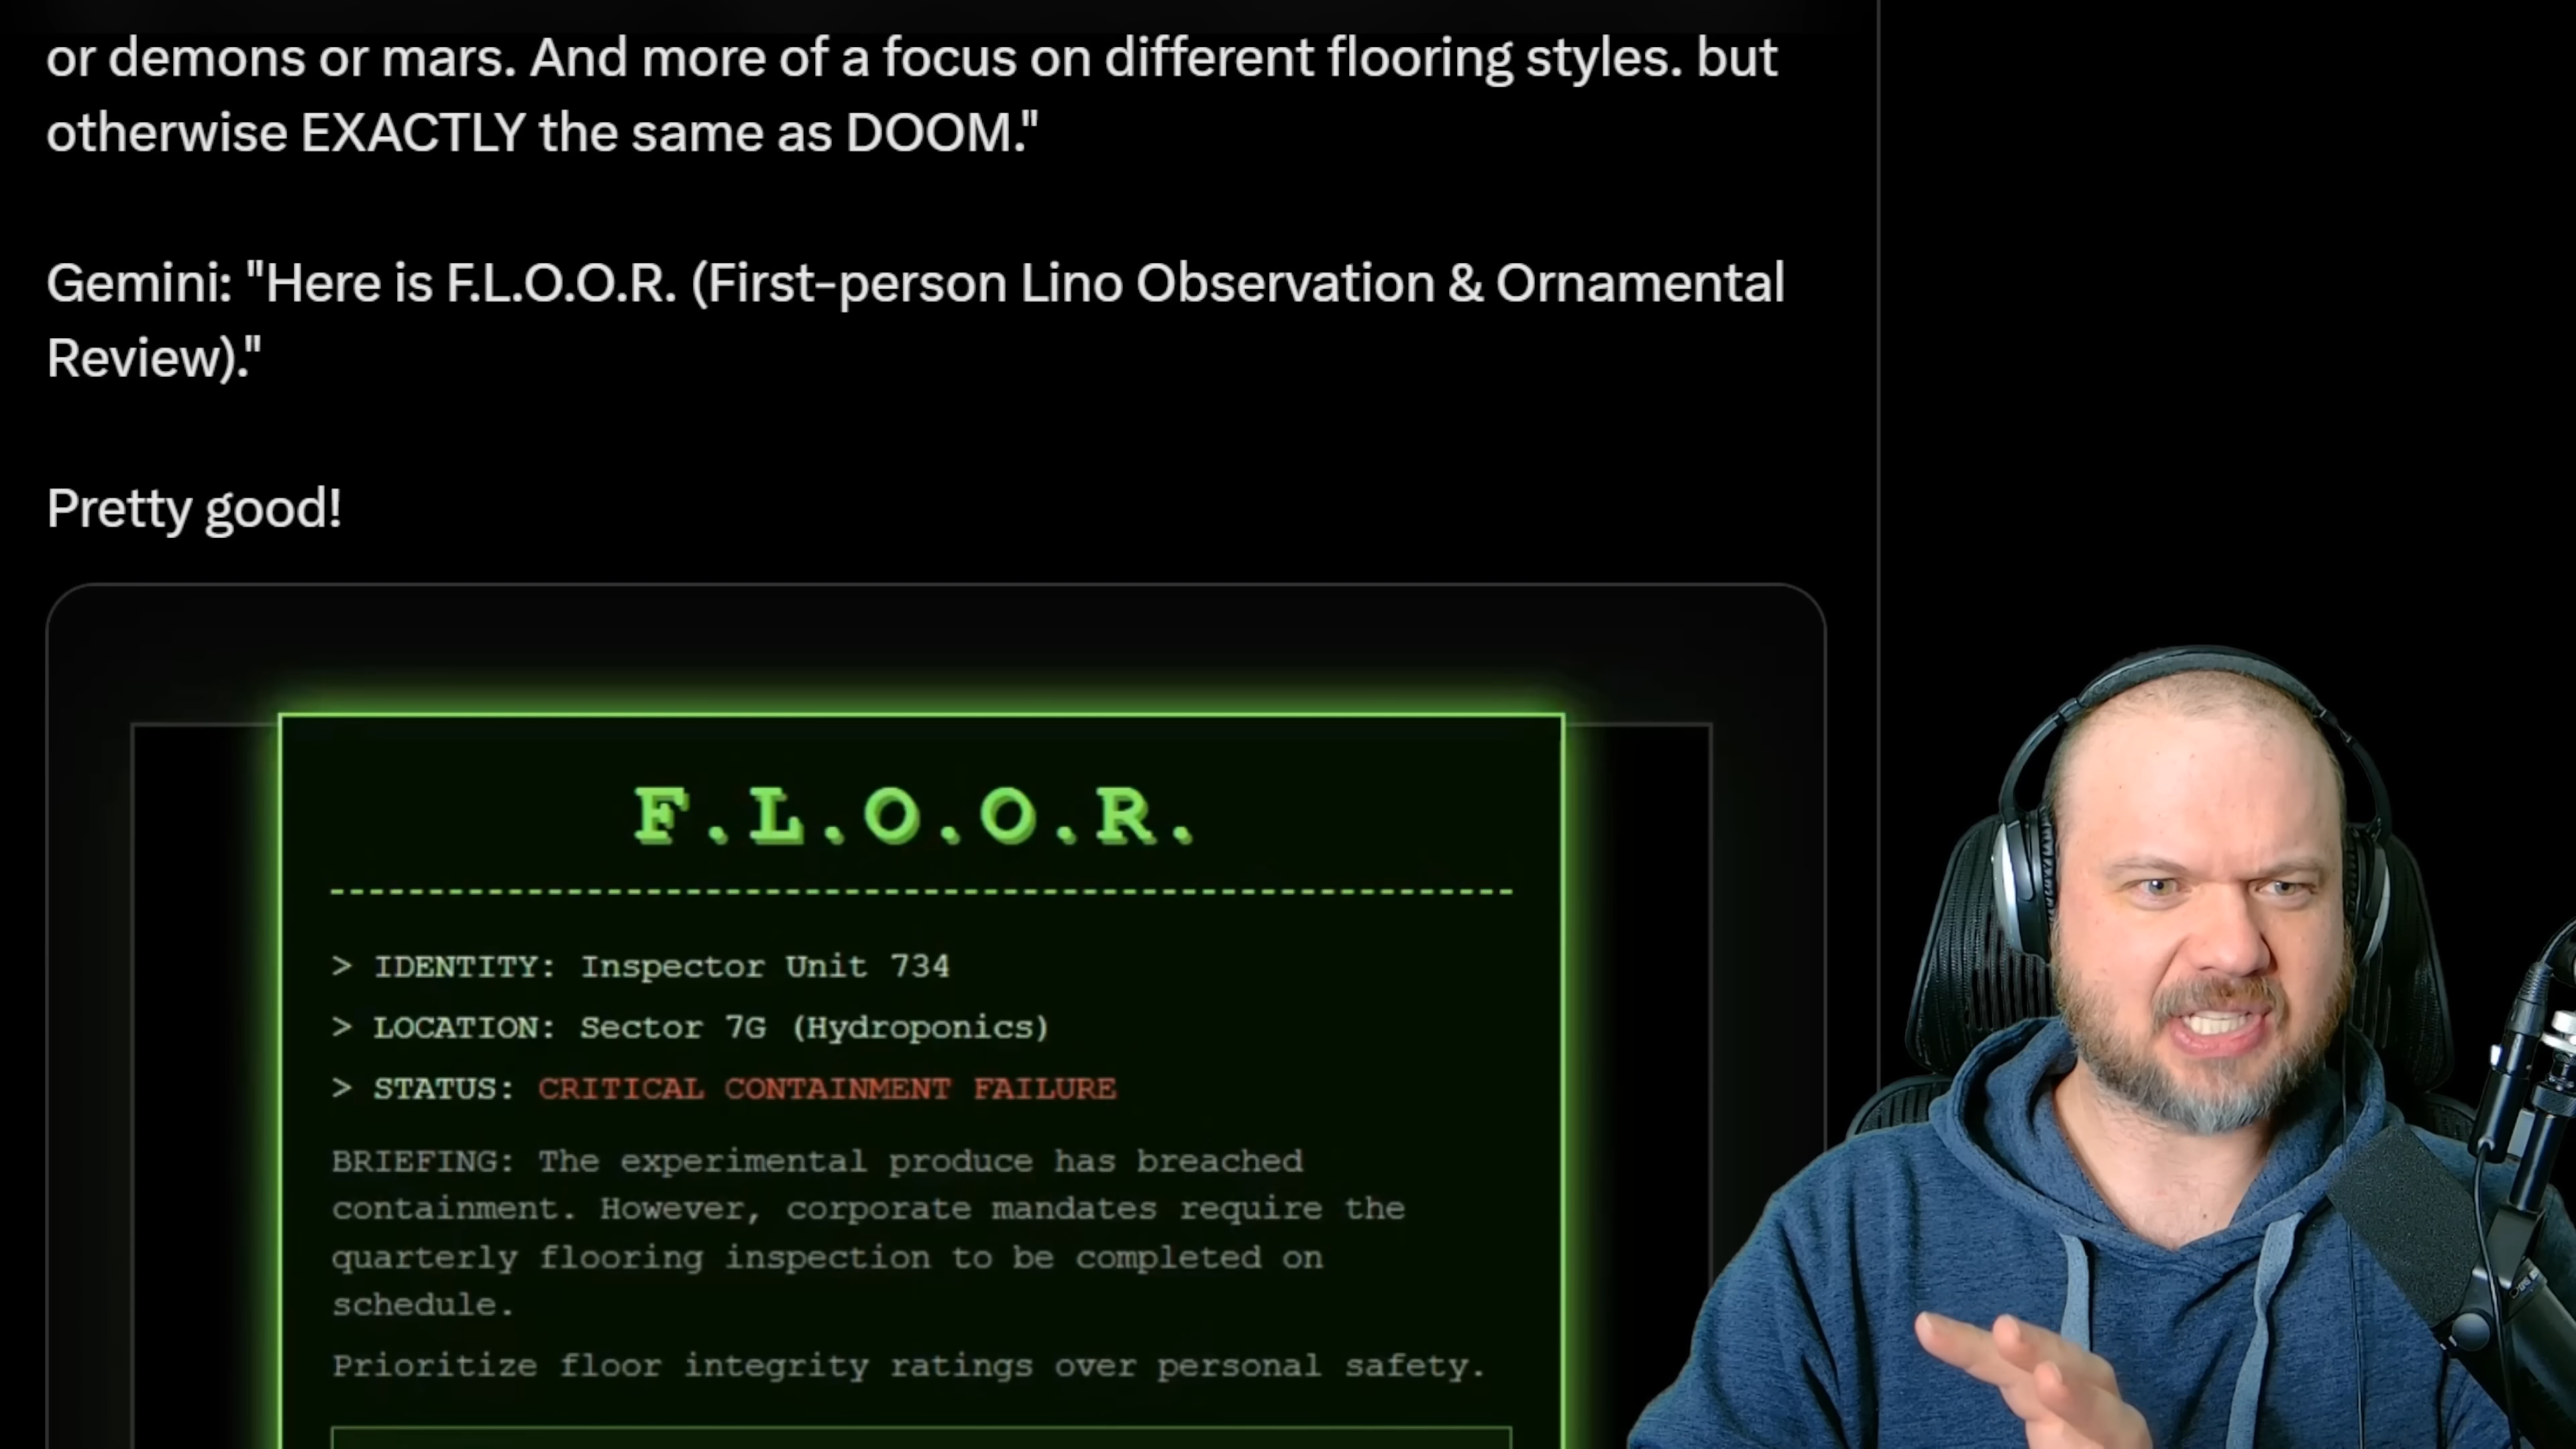 or demons or mars. And more of a focus on different flooring styles. but
otherwise EXACTLY the same as DOOM."
Gemini: "Here is F.L.O.O.R. (First-person Lino Observation & Ornamental
Review)."
Pretty good!
F.L.O.O.R.
> IDENTITY: Inspector Unit 734
> LOCATION: Sector 7G (Hydroponics)
> STATUS: CRITICAL CONTAINMENT FAILURE
BRIEFING: The experimental produce has breached
containment. However, corporate mandates require the
quarterly flooring inspection to be completed on
schedule.
Prioritize floor integrity ratings over personal safety.